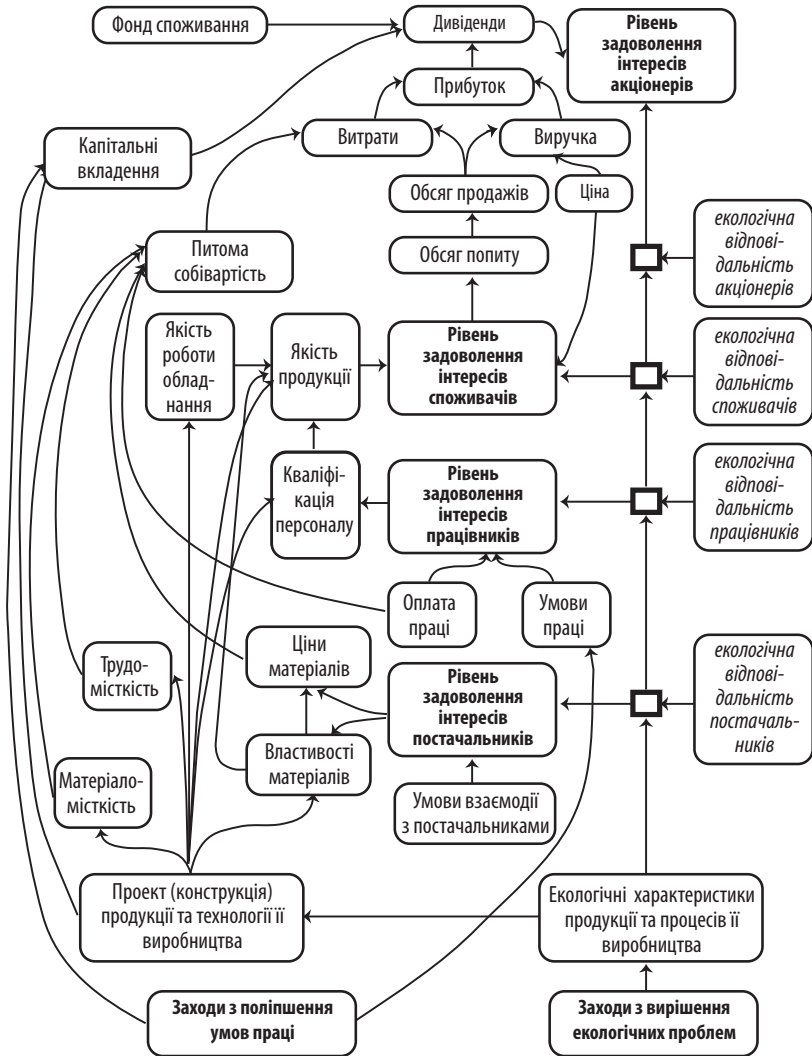 Фонд споживання
Дивіденди
Рівень
задоволення
інтересів
акціонерів
Прибуток
Капітальні
вкладення
Витрати
Виручка
Обсяг продажів
Ціна
Питома
собівартість
Обсяг попиту
екологічна
відпові-
дальність
акціонерів
Якість
роботи
облад-
нання
Якість
продукції
Рівень
задоволення
інтересів
споживачів
екологічна
відпові-
дальність
споживачів
Кваліфі-
кація
персоналу
Рівень
задоволення
інтересів
працівників
екологічна
відпові-
дальність
працівників
Оплата
праці
Умови
праці
Трудо-
місткість
Ціни
матеріалів
Рівень
задоволення
інтересів
постачальників
екологічна
відпові-
дальність
постачаль-
ників
Матеріало-
місткість
Властивості
матеріалів
Умови взаємодії
з постачальниками
Проект (конструкція)
продукції та технології її
виробництва
Екологічні характеристики
продукції та процесів її
виробництва
Заходи з поліпшення
умов праці
Заходи з вирішення
екологічних проблем